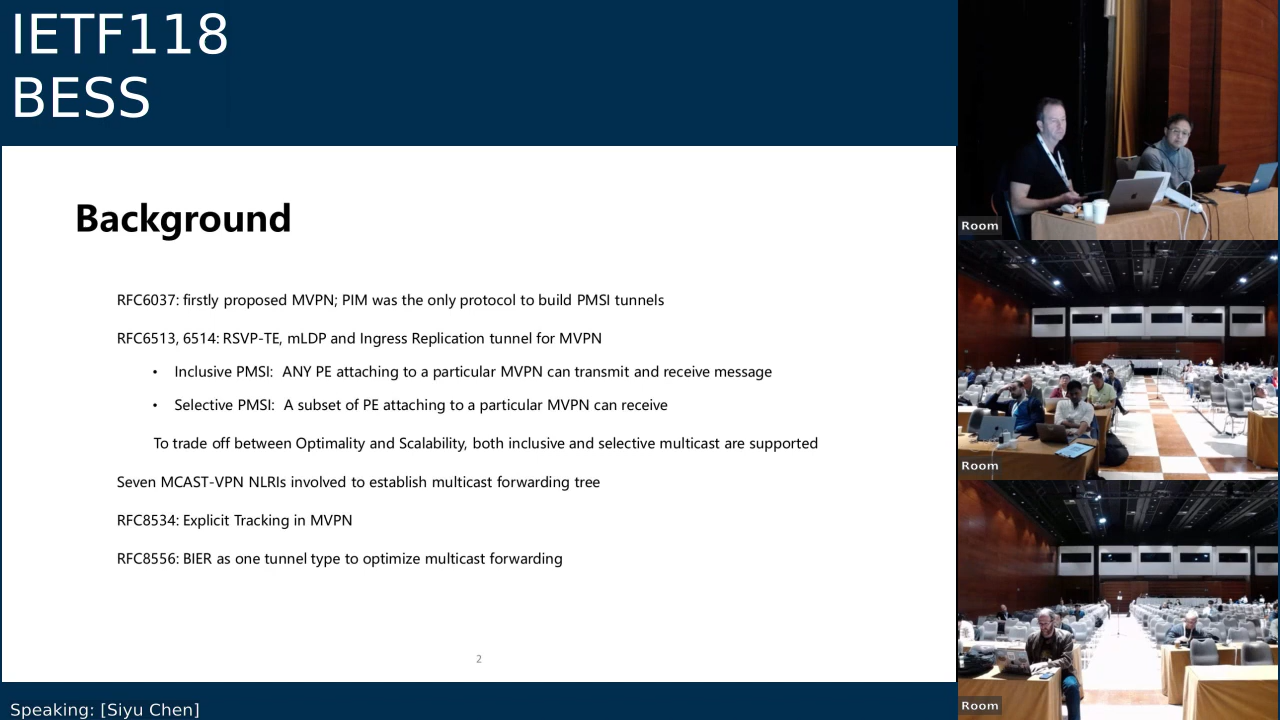 IETF118
BESS
Background
RFC6037: firstly proposed MVPN; PIM was the only protocol to build PMSI tunnels
RFC6513, 6514: RSVP-TE, mLDP and Ingress Replication tunnel for MVPN
• Inclusive PMSI:  ANY PE attaching to a particular MVPN can transmit and receive message
• Selective PMSI:  A subset of PE attaching to a particular MVPN can receive
To trade off between Optimality and Scalability, both inclusive and selective multicast are supported
Seven MCAST-VPN NLRIs involved to establish multicast forwarding tree
RFC8534: Explicit Tracking in MVPN
RFC8556: BIER as one tunnel type to optimize multicast forwarding
2
Speaking: [Siyu Chen]
Room
Room
Room